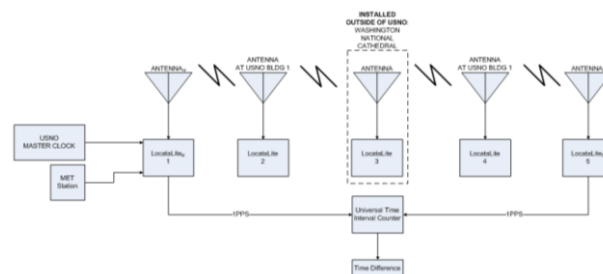 INSTALLED
OUTSIDE OF USNO:
WASHINGTON
NATIONAL
CATHEDRAL
ANTENNA
ANTENNA
AT USNO BLDG 1
ANTENNA
ANTENNA
AT USNO BLDG 1
ANTENNA
USNO
MASTER CLOCK
MET
Station
LocataLite
1
LocataLite
2
LocataLite
3
LocataLite
4
LocataLite
5
1PPS
Universal Time
Interval Counter
1PPS
Time Difference